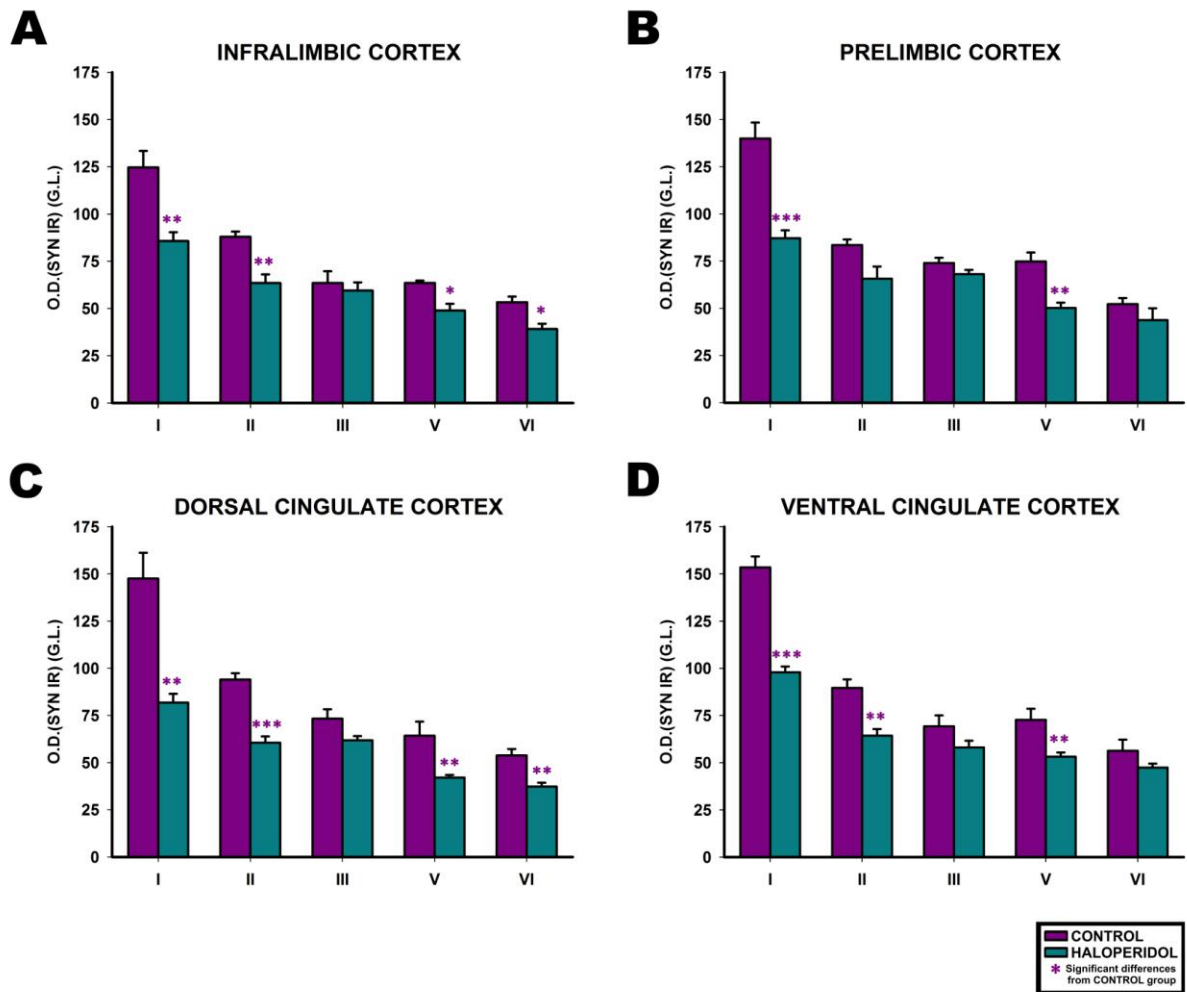 A
INFRALIMBIC CORTEX
O.D.(SYN IR) (G.L.)
175
150
125
100
75
50
25
0
**
**
*
*
I II III V VI
B
PRELIMBIC CORTEX
O.D.(SYN IR) (G.L.)
175
150
125
100
75
50
25
0
***
**
I II III V VI
C
DORSAL CINGULATE CORTEX
O.D.(SYN IR) (G.L.)
175
150
125
100
75
50
25
0
**
***
**
**
I II III V VI
D
VENTRAL CINGULATE CORTEX
O.D.(SYN IR) (G.L.)
175
150
125
100
75
50
25
0
***
**
**
I II III V VI
CONTROL
HALOPERIDOL
* Significant differences
from CONTROL group